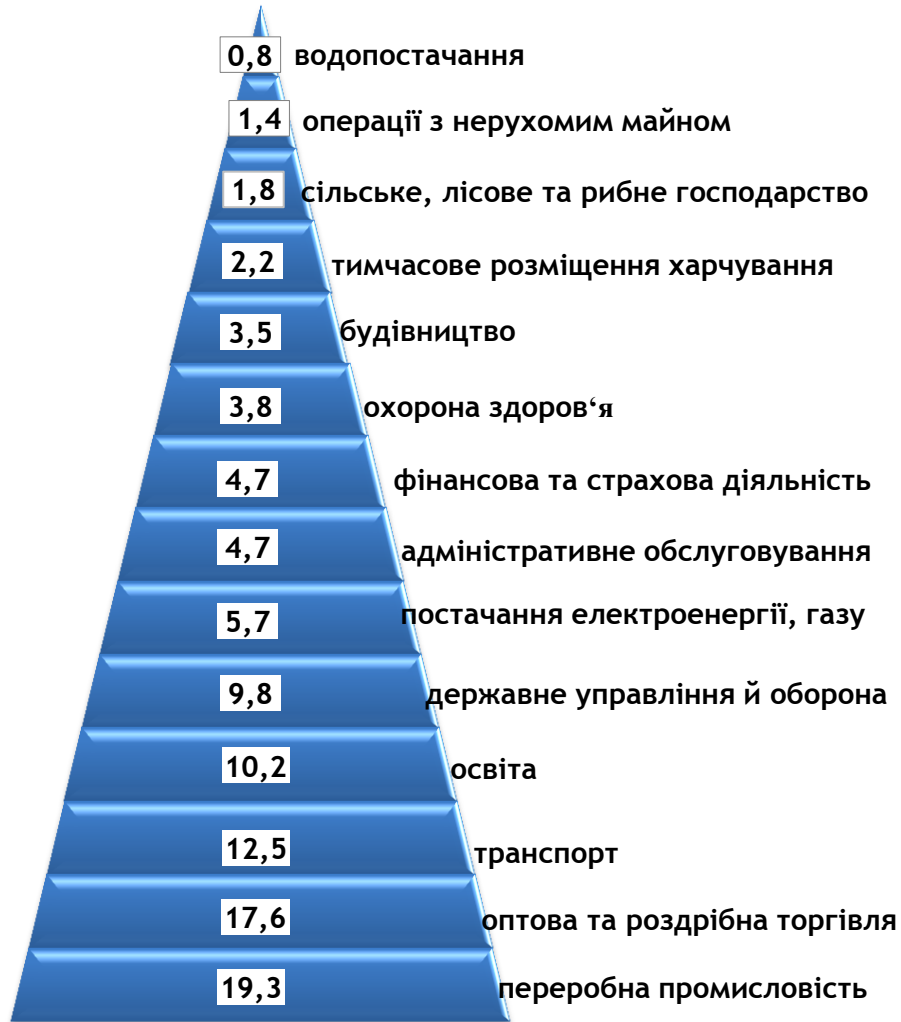 0,8 водопостачання
1,4 операції з нерухомим майном
1,8 сільське, лісове та рибне господарство
2,2 тимчасове розміщення харчування
3,5 будівництво
3,8 охорона здоров‘я
4,7 фінансова та страхова діяльність
4,7 адміністративне обслуговування
5,7 постачання електроенергії, газу
9,8 державне управління й оборона
10,2 освіта
12,5 транспорт
17,6 оптова та роздрібна торгівля
19,3 переробна промисловість